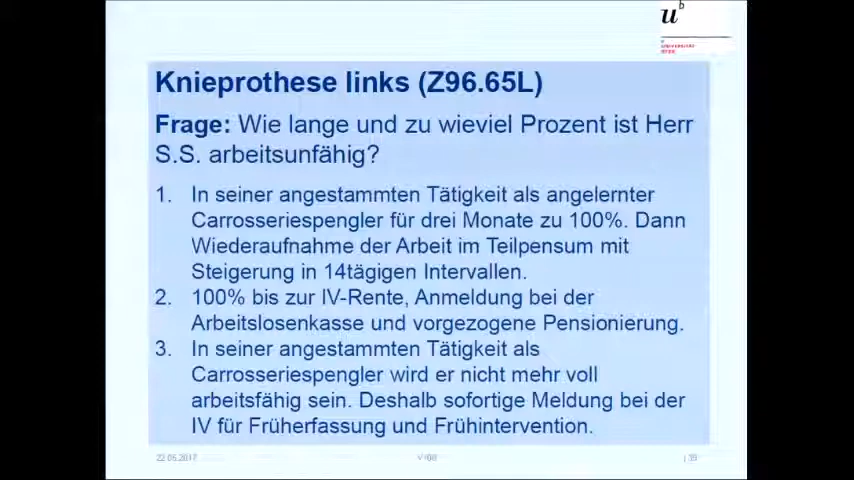 u b
UNIVERSITÄT
BERN
Knieprothese links (Z96.65L)
Frage: Wie lange und zu wieviel Prozent ist Herr
S.S. arbeitsunfähig?
1. In seiner angestammten Tätigkeit als angelernter
Carrosseriespengler für drei Monate zu 100%. Dann
Wiederaufnahme der Arbeit im Teilpensum mit
Steigerung in 14tägigen Intervallen.
2. 100% bis zur IV-Rente, Anmeldung bei der
Arbeitslosenkasse und vorgezogene Pensionierung.
3. In seiner angestammten Tätigkeit als
Carrosseriespengler wird er nicht mehr voll
arbeitsfähig sein. Deshalb sofortige Meldung bei der
IV für Früherfassung und Frühintervention.
22.05.2017